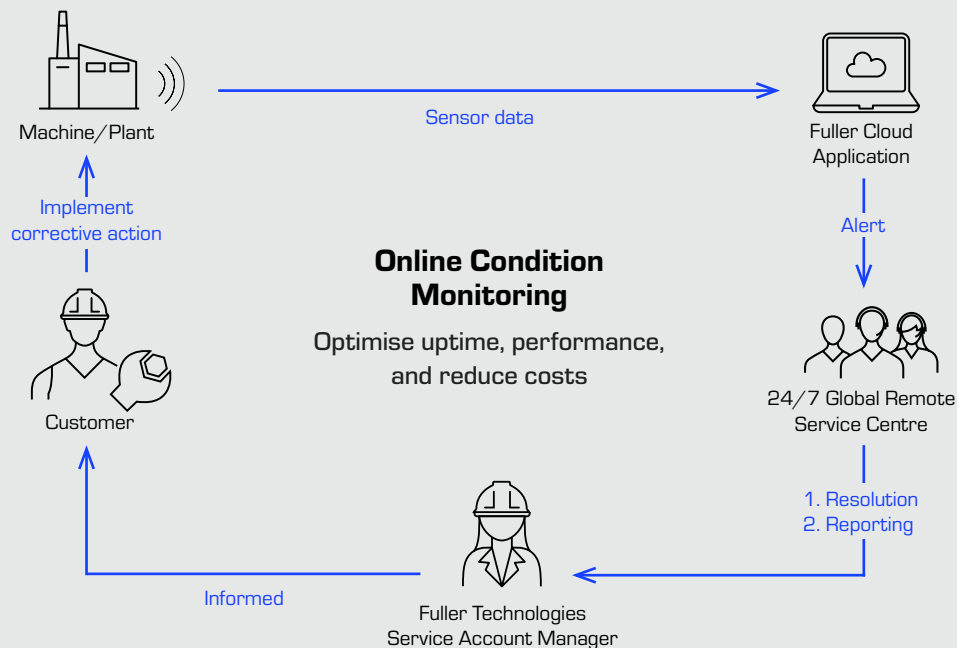 Machine/Plant
Sensor data
Fuller Cloud
Application
Implement
corrective action
Alert
Online Condition
Monitoring
Optimise uptime, performance,
and reduce costs
Customer
24/7 Global Remote
Service Centre
1. Resolution
2. Reporting
Informed
Fuller Technologies
Service Account Manager